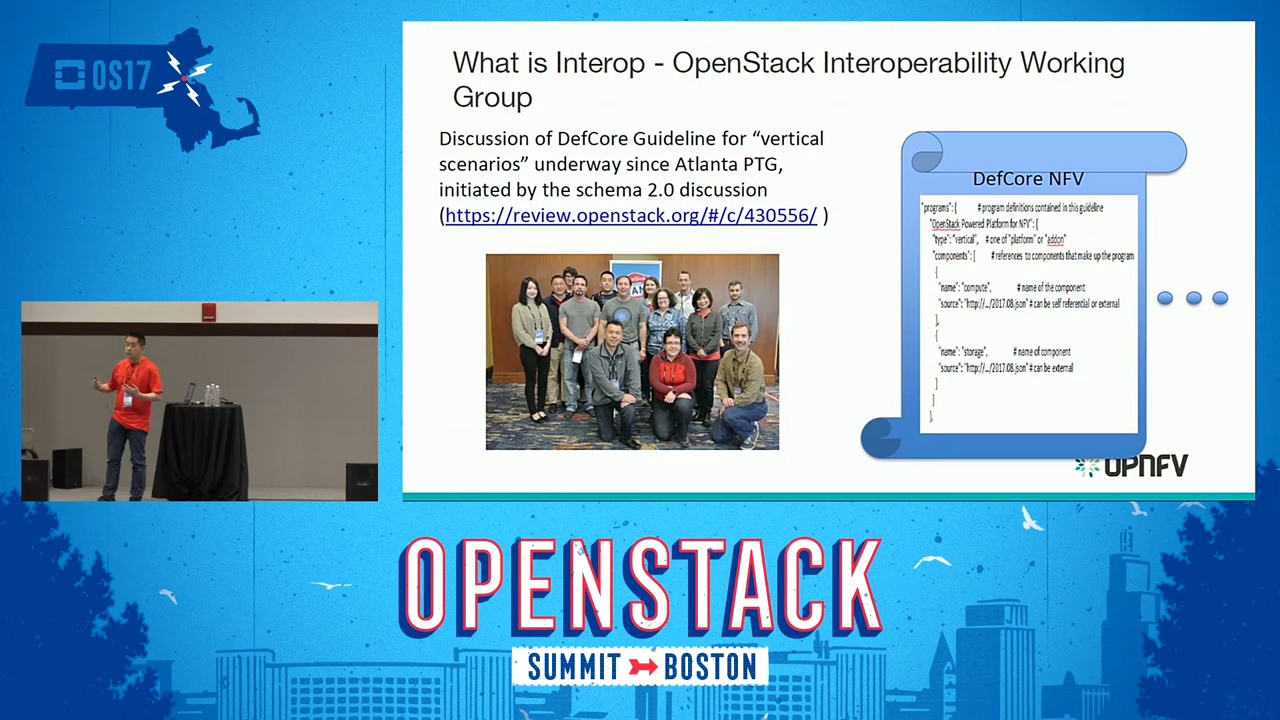 OS17
What is Interop - OpenStack Interoperability Working
Group
Discussion of DefCore Guideline for “vertical
scenarios” underway since Atlanta PTG,
initiated by the schema 2.0 discussion
(https://review.openstack.org/#/c/430556/ )
DefCore NFV
"programs": { # program definitions contained in this guideline
"OpenStack Powered Platform for NFV": {
"type": "vertical", # one of "platform" or "addon"
"components": [ # references to components that make up the program
{
"name": "compute", # name of the component
"source": "http://.../2017.08.json" # can be self referential or external
},
{
"name": "storage", # name of component
"source": "http://.../2017.08.json" # can be external
}
]
},
OPNFV
OPENSTACK
SUMMIT BOSTON